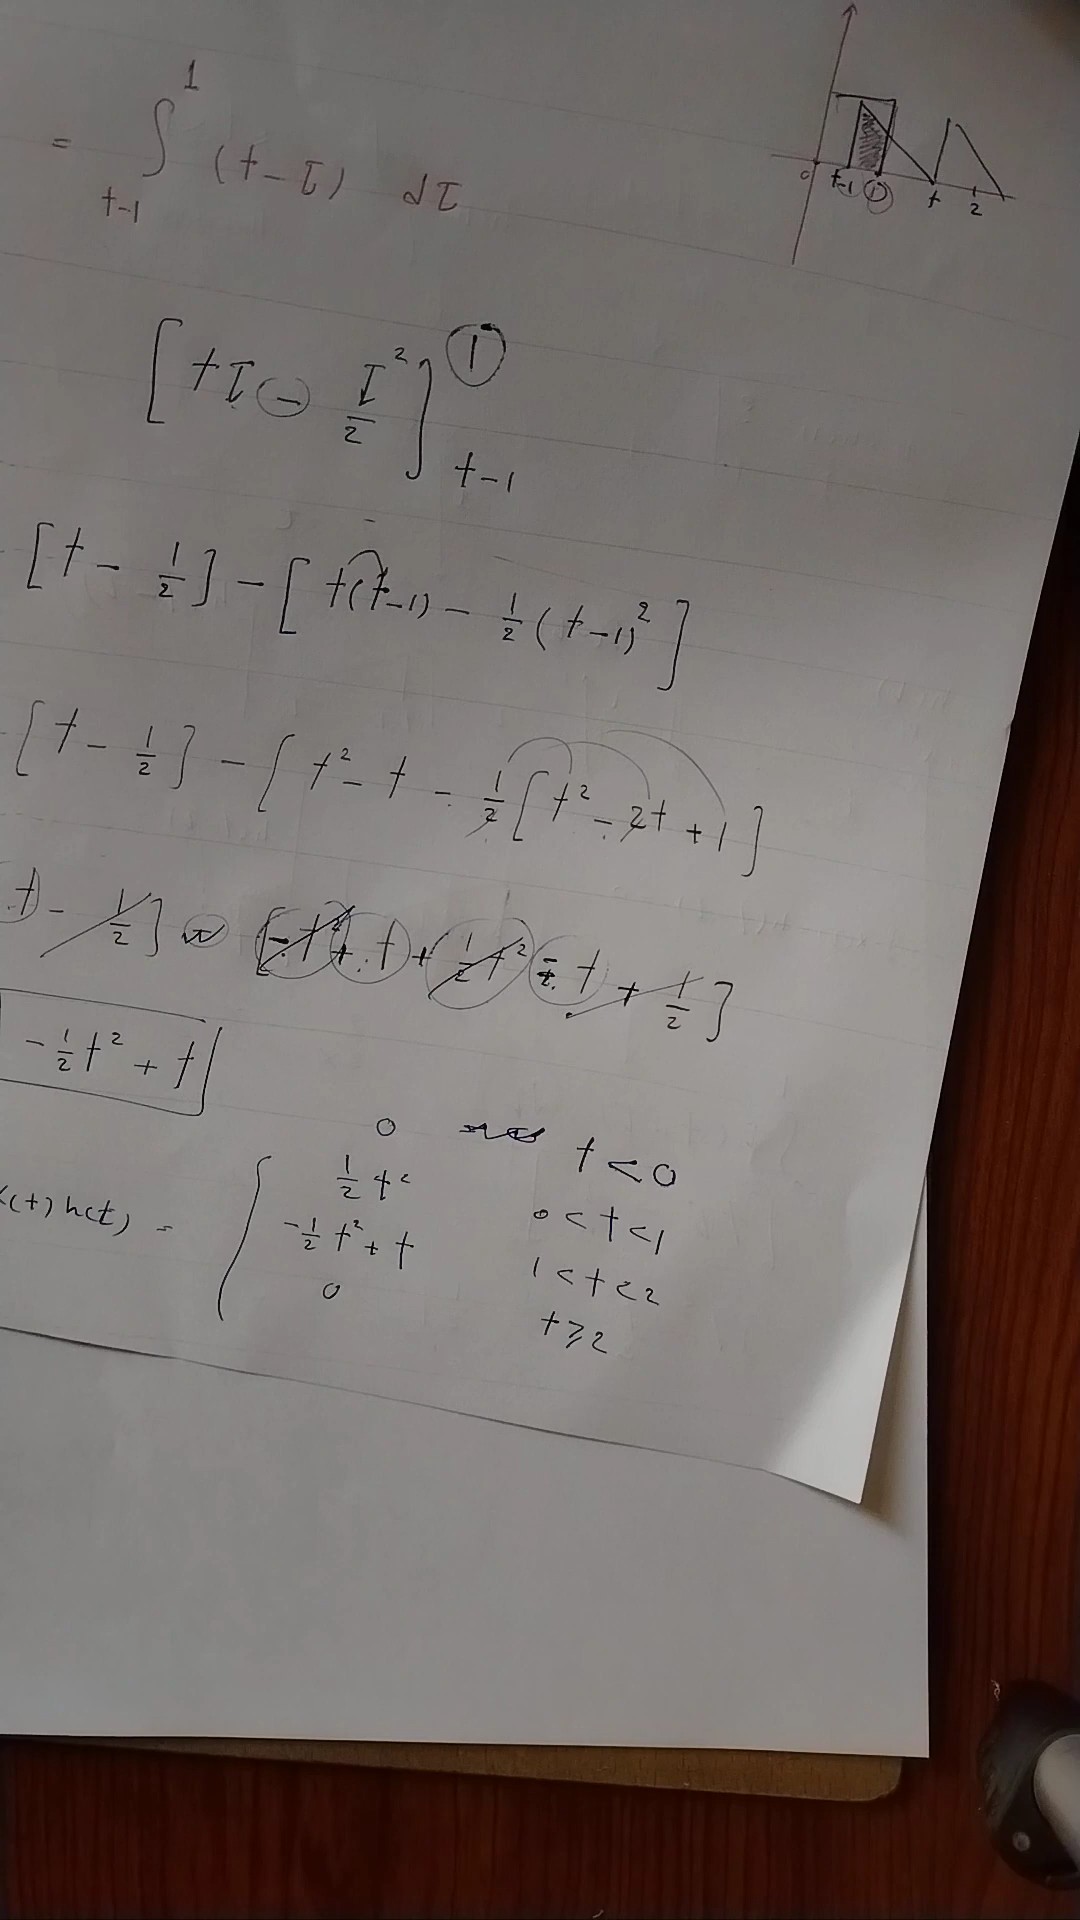 = ∫_{t-1}^{1} (t-τ) dτ
0 t-1 1 t 2
[tτ - τ²/2]_{t-1}^{1}
[t - 1/2] - [t(t-1) - 1/2(t-1)²]
[t - 1/2] - [t² - t - 1/2[t² - 2t + 1]
t - 1/2] [-t² + t + 1/2 t² - t + 1/2]
-1/2 t² + t
0 t<0
1/2 t² 0<t<1
(t) h(t) = { -1/2 t² + t 1<t<2
0 t≥2